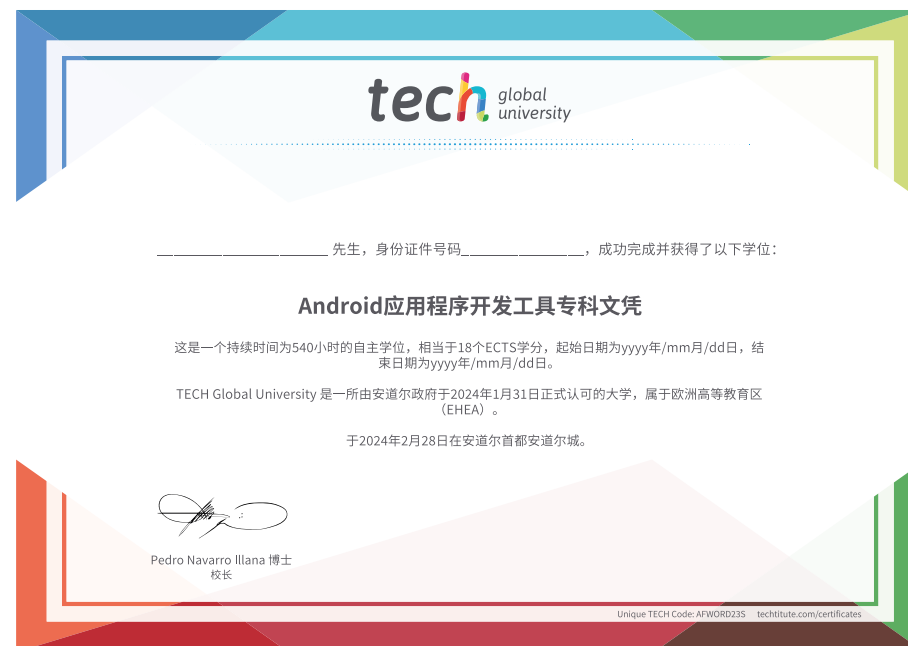 tech global
university
_______________________ 先生，身份证件号码________________，成功完成并获得了以下学位：
Android应用程序开发工具专科文凭
这是一个持续时间为540小时的自主学位，相当于18个ECTS学分，起始日期为yyyy年/mm月/dd日，结
束日期为yyyy年/mm月/dd日。
TECH Global University 是一所由安道尔政府于2024年1月31日正式认可的大学，属于欧洲高等教育区
（EHEA）。
于2024年2月28日在安道尔首都安道尔城。
Pedro Navarro Illana 博士
校长
Unique TECH Code: AFWORD23S techtitute.com/certificates